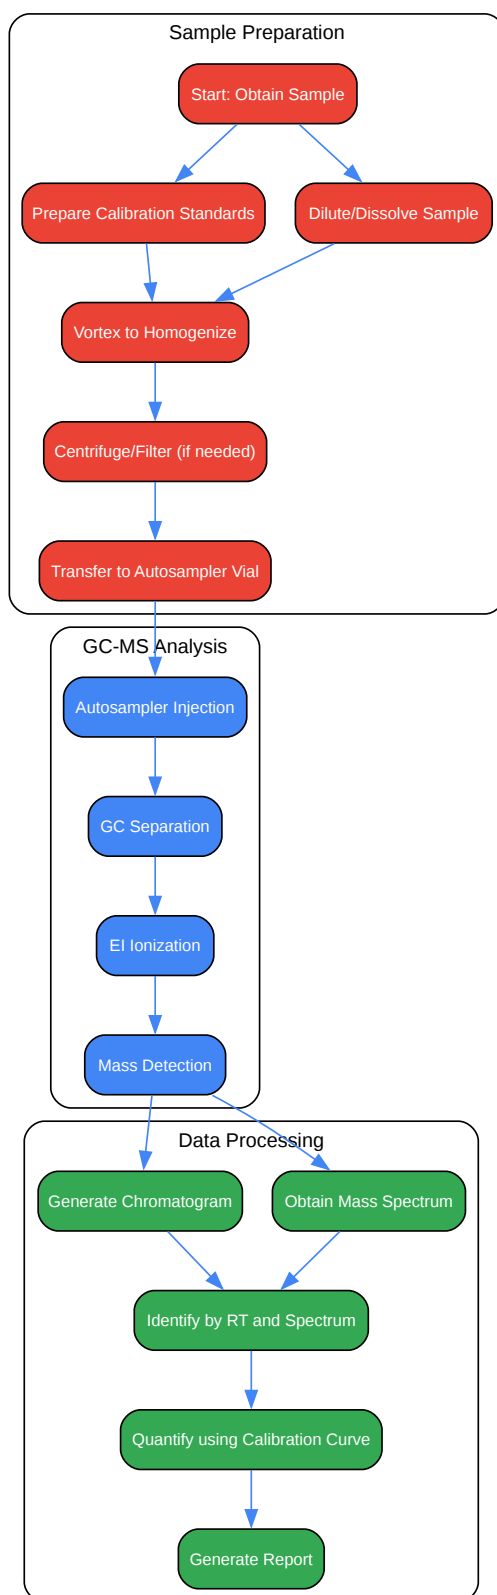 Sample Preparation
Start: Obtain Sample
Prepare Calibration Standards
Dilute/Dissolve Sample
Vortex to Homogenize
Centrifuge/Filter (if needed)
Transfer to Autosampler Vial
GC-MS Analysis
Autosampler Injection
GC Separation
EI Ionization
Mass Detection
Data Processing
Generate Chromatogram
Obtain Mass Spectrum
Identify by RT and Spectrum
Quantify using Calibration Curve
Generate Report